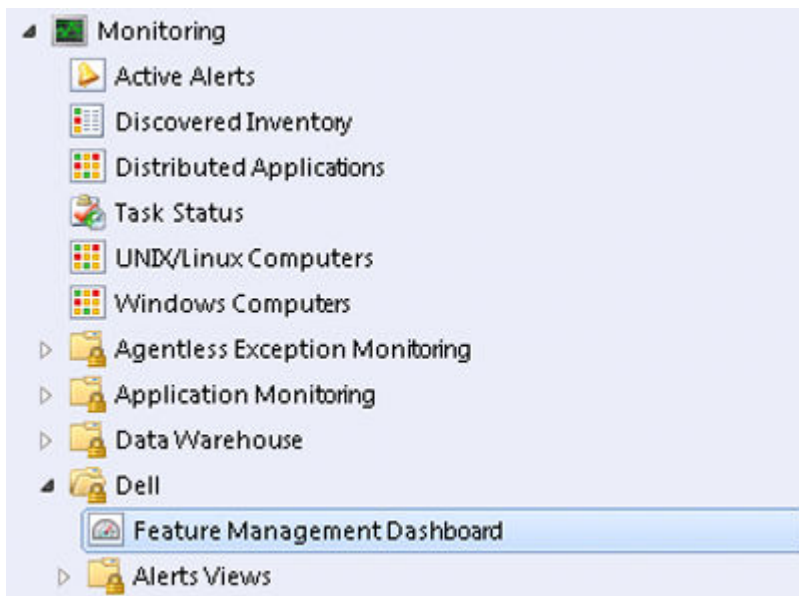 Monitoring
Active Alerts
Discovered Inventory
Distributed Applications
Task Status
UNIX/Linux Computers
Windows Computers
Agentless Exception Monitoring
Application Monitoring
Data Warehouse
Dell
Feature Management Dashboard
Alerts Views